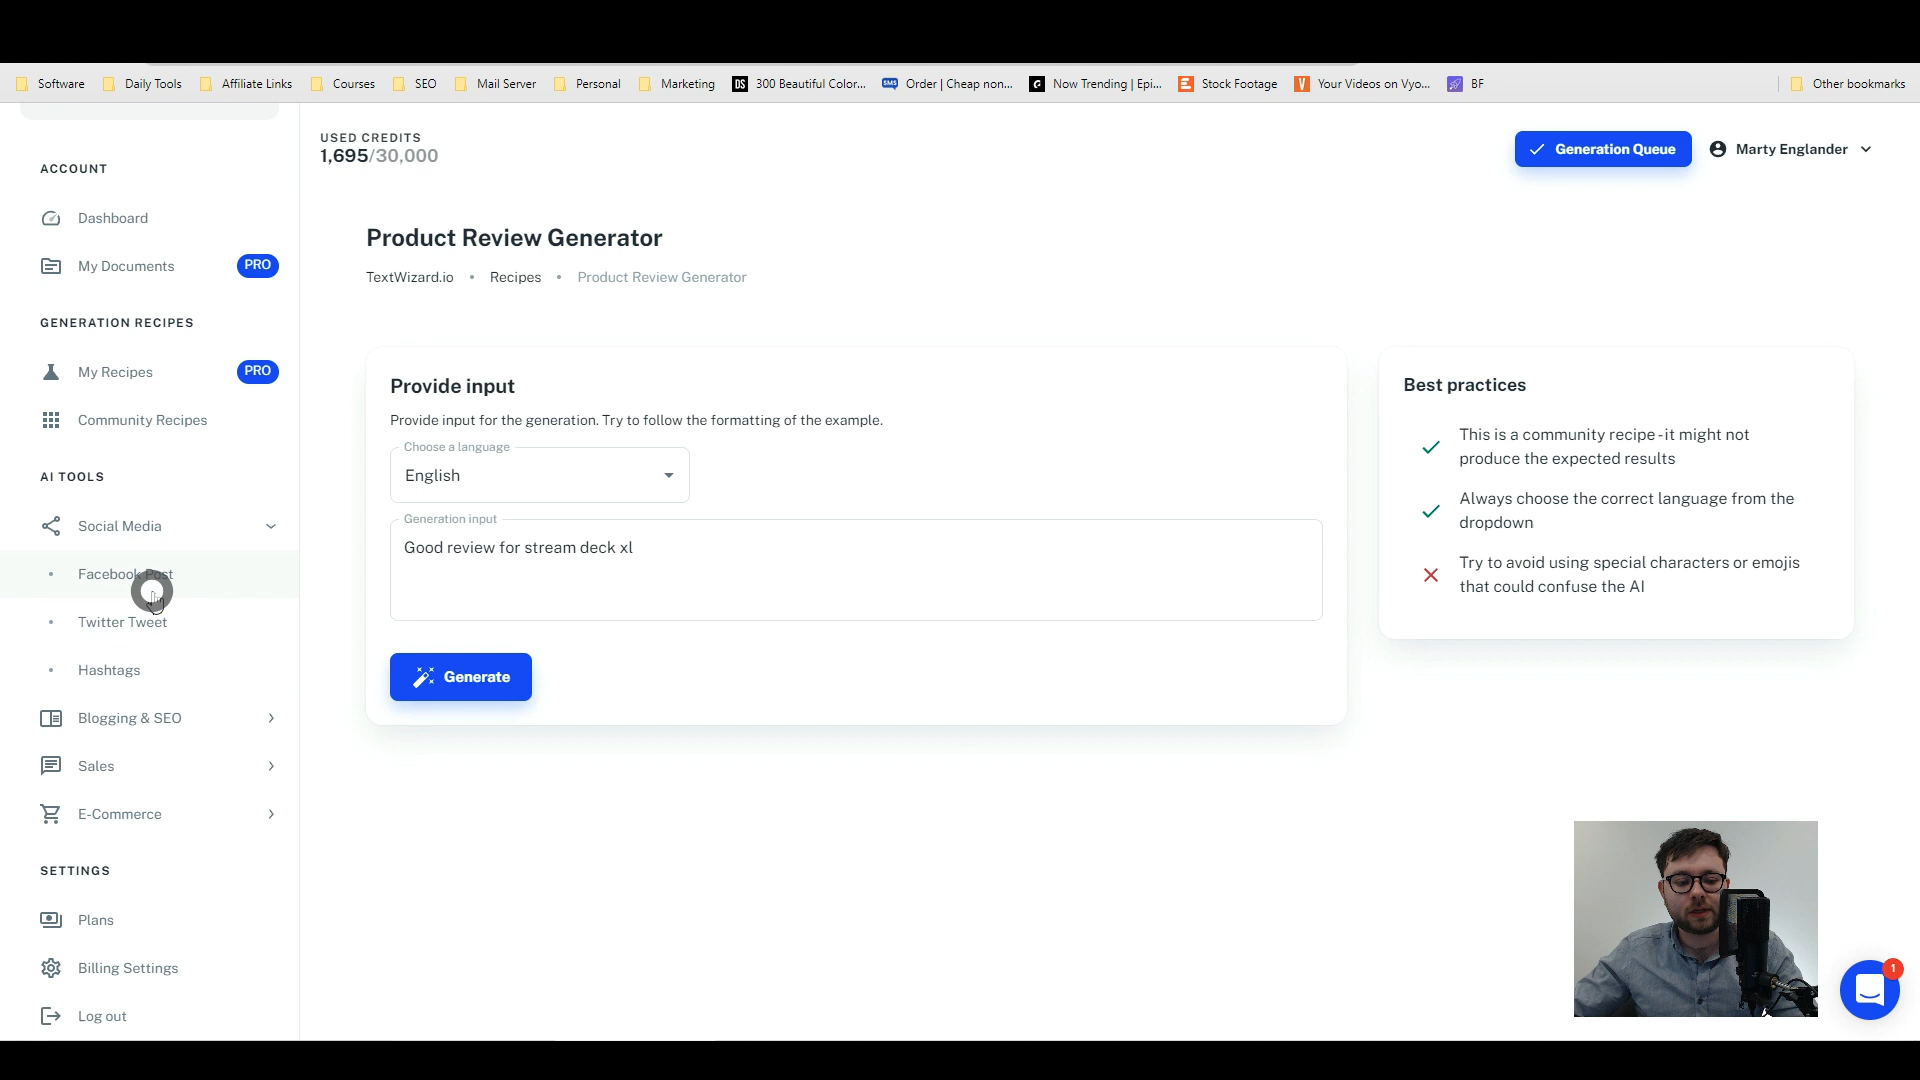 Software Daily Tools Affiliate Links Courses SEO Mail Server Personal Marketing DS 300 Beautiful Color... SMS Order | Cheap non... Now Trending | Epi... Stock Footage V Your Videos on Vyo... BF Other bookmarks
USED CREDITS
1,695/30,000
Generation Queue
Marty Englander
ACCOUNT
Dashboard
My Documents PRO
GENERATION RECIPES
My Recipes PRO
Community Recipes
AI TOOLS
Social Media
Facebook Post
Twitter Tweet
Hashtags
Blogging & SEO
Sales
E-Commerce
SETTINGS
Plans
Billing Settings
Log out
Product Review Generator
TextWizard.io • Recipes • Product Review Generator
Provide input
Provide input for the generation. Try to follow the formatting of the example.
Choose a language
English
Generation input
Good review for stream deck xl
Generate
Best practices
This is a community recipe - it might not
produce the expected results
Always choose the correct language from the
dropdown
Try to avoid using special characters or emojis
that could confuse the AI
1